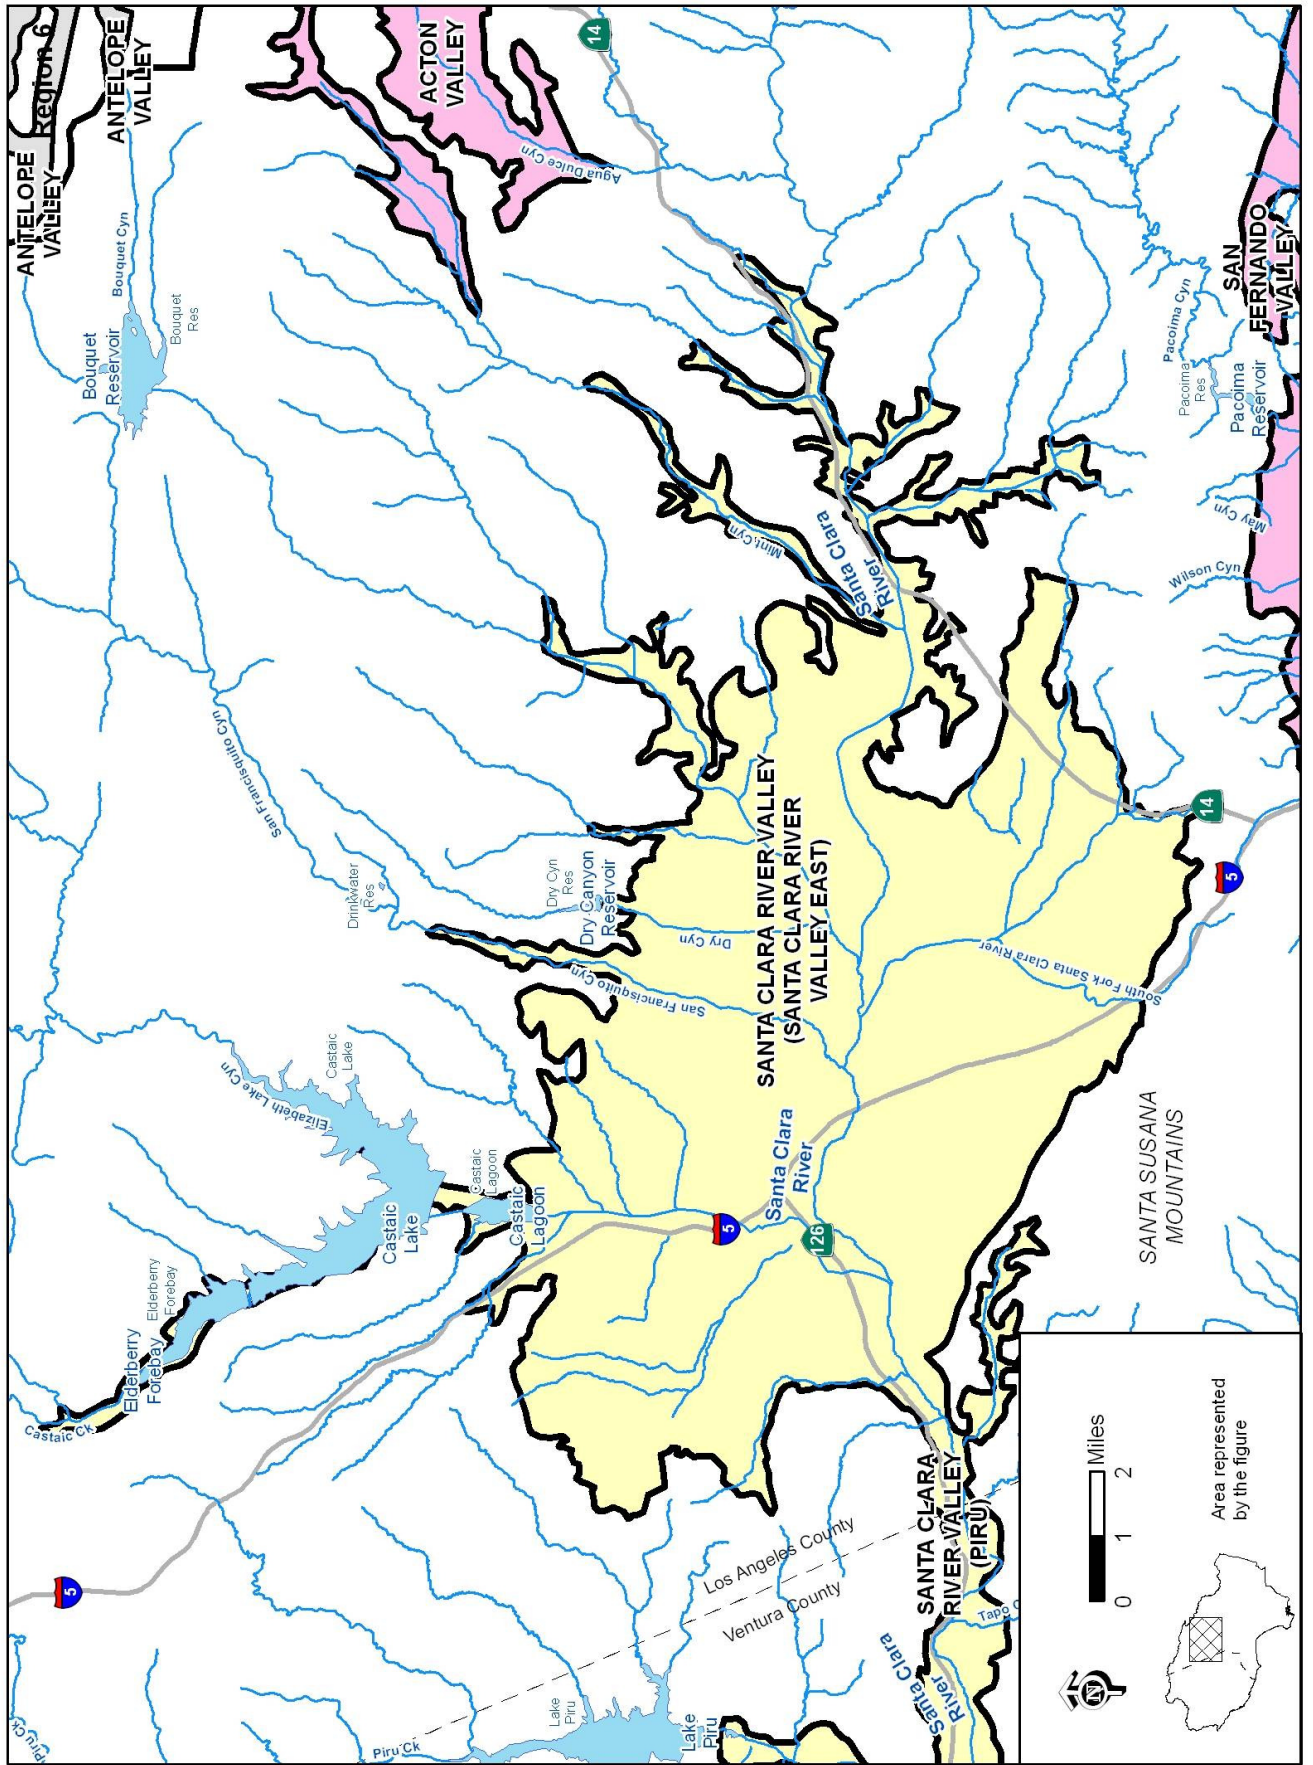 ANTELOPE
VALLEY
Region 6
ANTELOPE
VALLEY
ACTON
VALLEY
14
Agua Dulce Cyn
Bouquet Cyn
Bouquet
Reservoir
Bouquet
Res
SAN
FERNANDO
VALLEY
Pacoima Cyn
Pacoima
Res
Pacoima
Reservoir
May Cyn
Wilson Cyn
Mint Cyn
Santa Clara
River
San Francisquito Cyn
Drinkwater
Res
Dry Cyn
Res
Dry Canyon
Reservoir
Dry Cyn
San Francisquito Cyn
SANTA CLARA RIVER VALLEY
(SANTA CLARA RIVER
VALLEY EAST)
14
5
South Fork Santa Clara River
Elizabeth Lake Cyn
Castaic
Lake
Castaic
Lake
Castaic
Lagoon
Castaic
Lagoon
Santa Clara
River
5
126
SANTA SUSANA
MOUNTAINS
Elderberry
Forebay
Elderberry
Forebay
Castaic Ck
5
SANTA CLARA
RIVER VALLEY
(PIRU)
Los Angeles County
Ventura County
Tapo C
Santa Clara
River
Lake
Piru
Lake
Piru
Piru Ck
Piru Ck
N
0 1 2 Miles
Area represented
by the figure